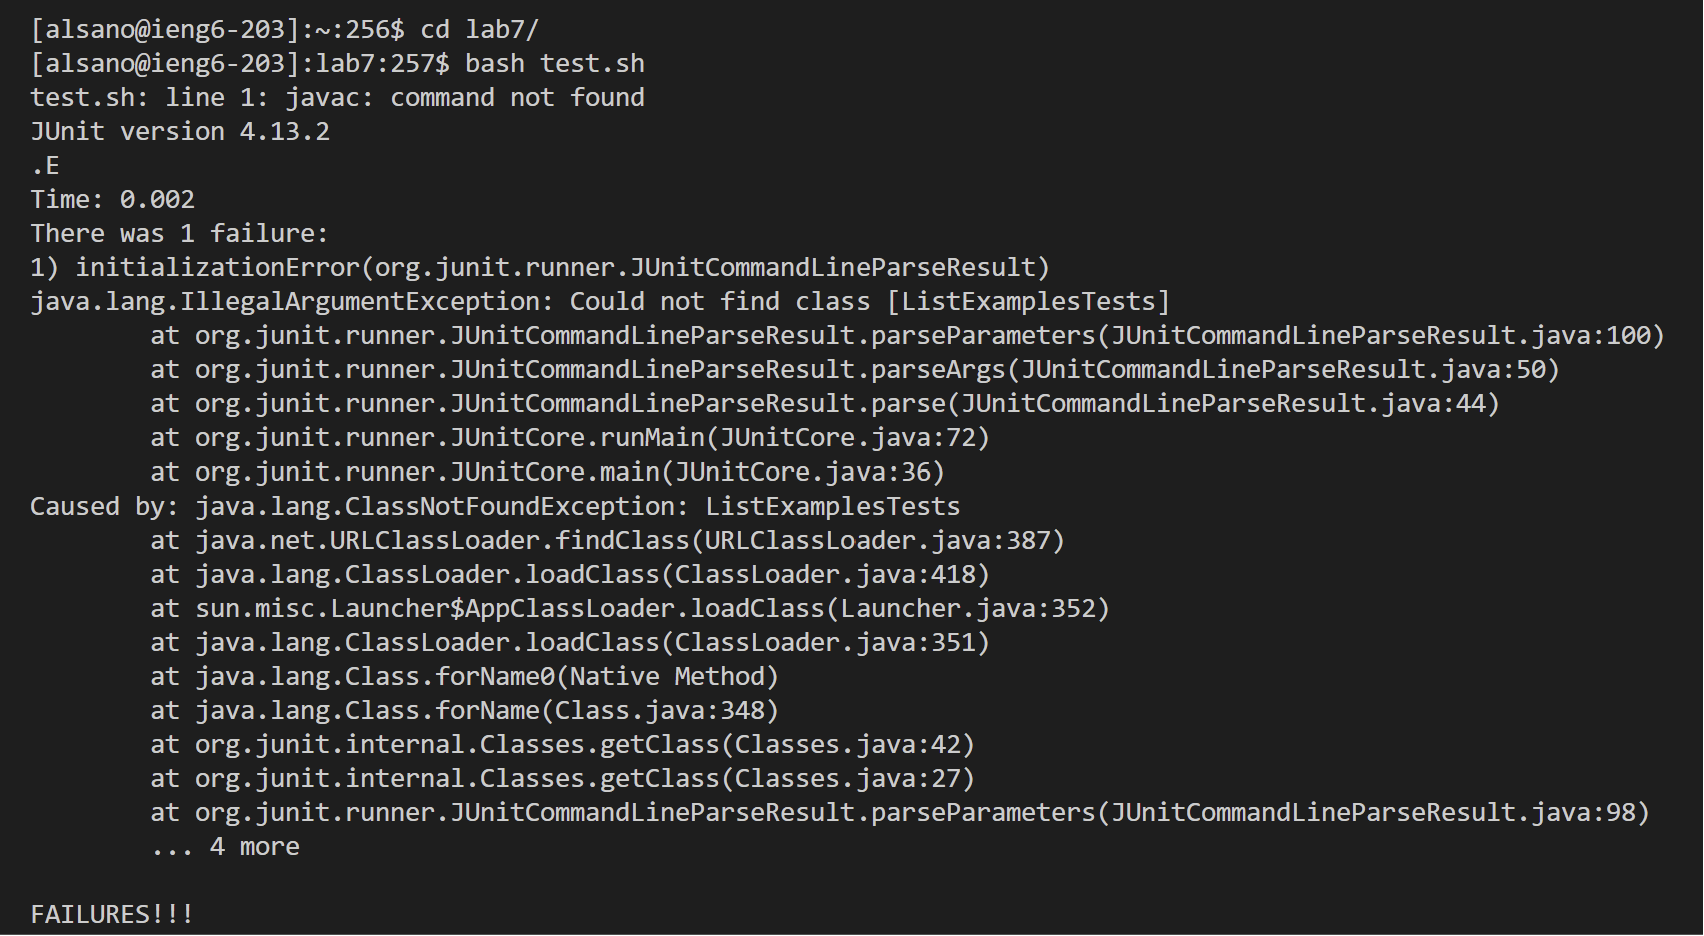 [alsano@ieng6-203]:~:256$ cd lab7/
[alsano@ieng6-203]:lab7:257$ bash test.sh
test.sh: line 1: javac: command not found
JUnit version 4.13.2
.E
Time: 0.002
There was 1 failure:
1) initializationError(org.junit.runner.JUnitCommandLineParseResult)
java.lang.IllegalArgumentException: Could not find class [ListExamplesTests]
        at org.junit.runner.JUnitCommandLineParseResult.parseParameters(JUnitCommandLineParseResult.java:100)
        at org.junit.runner.JUnitCommandLineParseResult.parseArgs(JUnitCommandLineParseResult.java:50)
        at org.junit.runner.JUnitCommandLineParseResult.parse(JUnitCommandLineParseResult.java:44)
        at org.junit.runner.JUnitCore.runMain(JUnitCore.java:72)
        at org.junit.runner.JUnitCore.main(JUnitCore.java:36)
Caused by: java.lang.ClassNotFoundException: ListExamplesTests
        at java.net.URLClassLoader.findClass(URLClassLoader.java:387)
        at java.lang.ClassLoader.loadClass(ClassLoader.java:418)
        at sun.misc.Launcher$AppClassLoader.loadClass(Launcher.java:352)
        at java.lang.ClassLoader.loadClass(ClassLoader.java:351)
        at java.lang.Class.forName0(Native Method)
        at java.lang.Class.forName(Class.java:348)
        at org.junit.internal.Classes.getClass(Classes.java:42)
        at org.junit.internal.Classes.getClass(Classes.java:27)
        at org.junit.runner.JUnitCommandLineParseResult.parseParameters(JUnitCommandLineParseResult.java:98)
        ... 4 more
FAILURES!!!